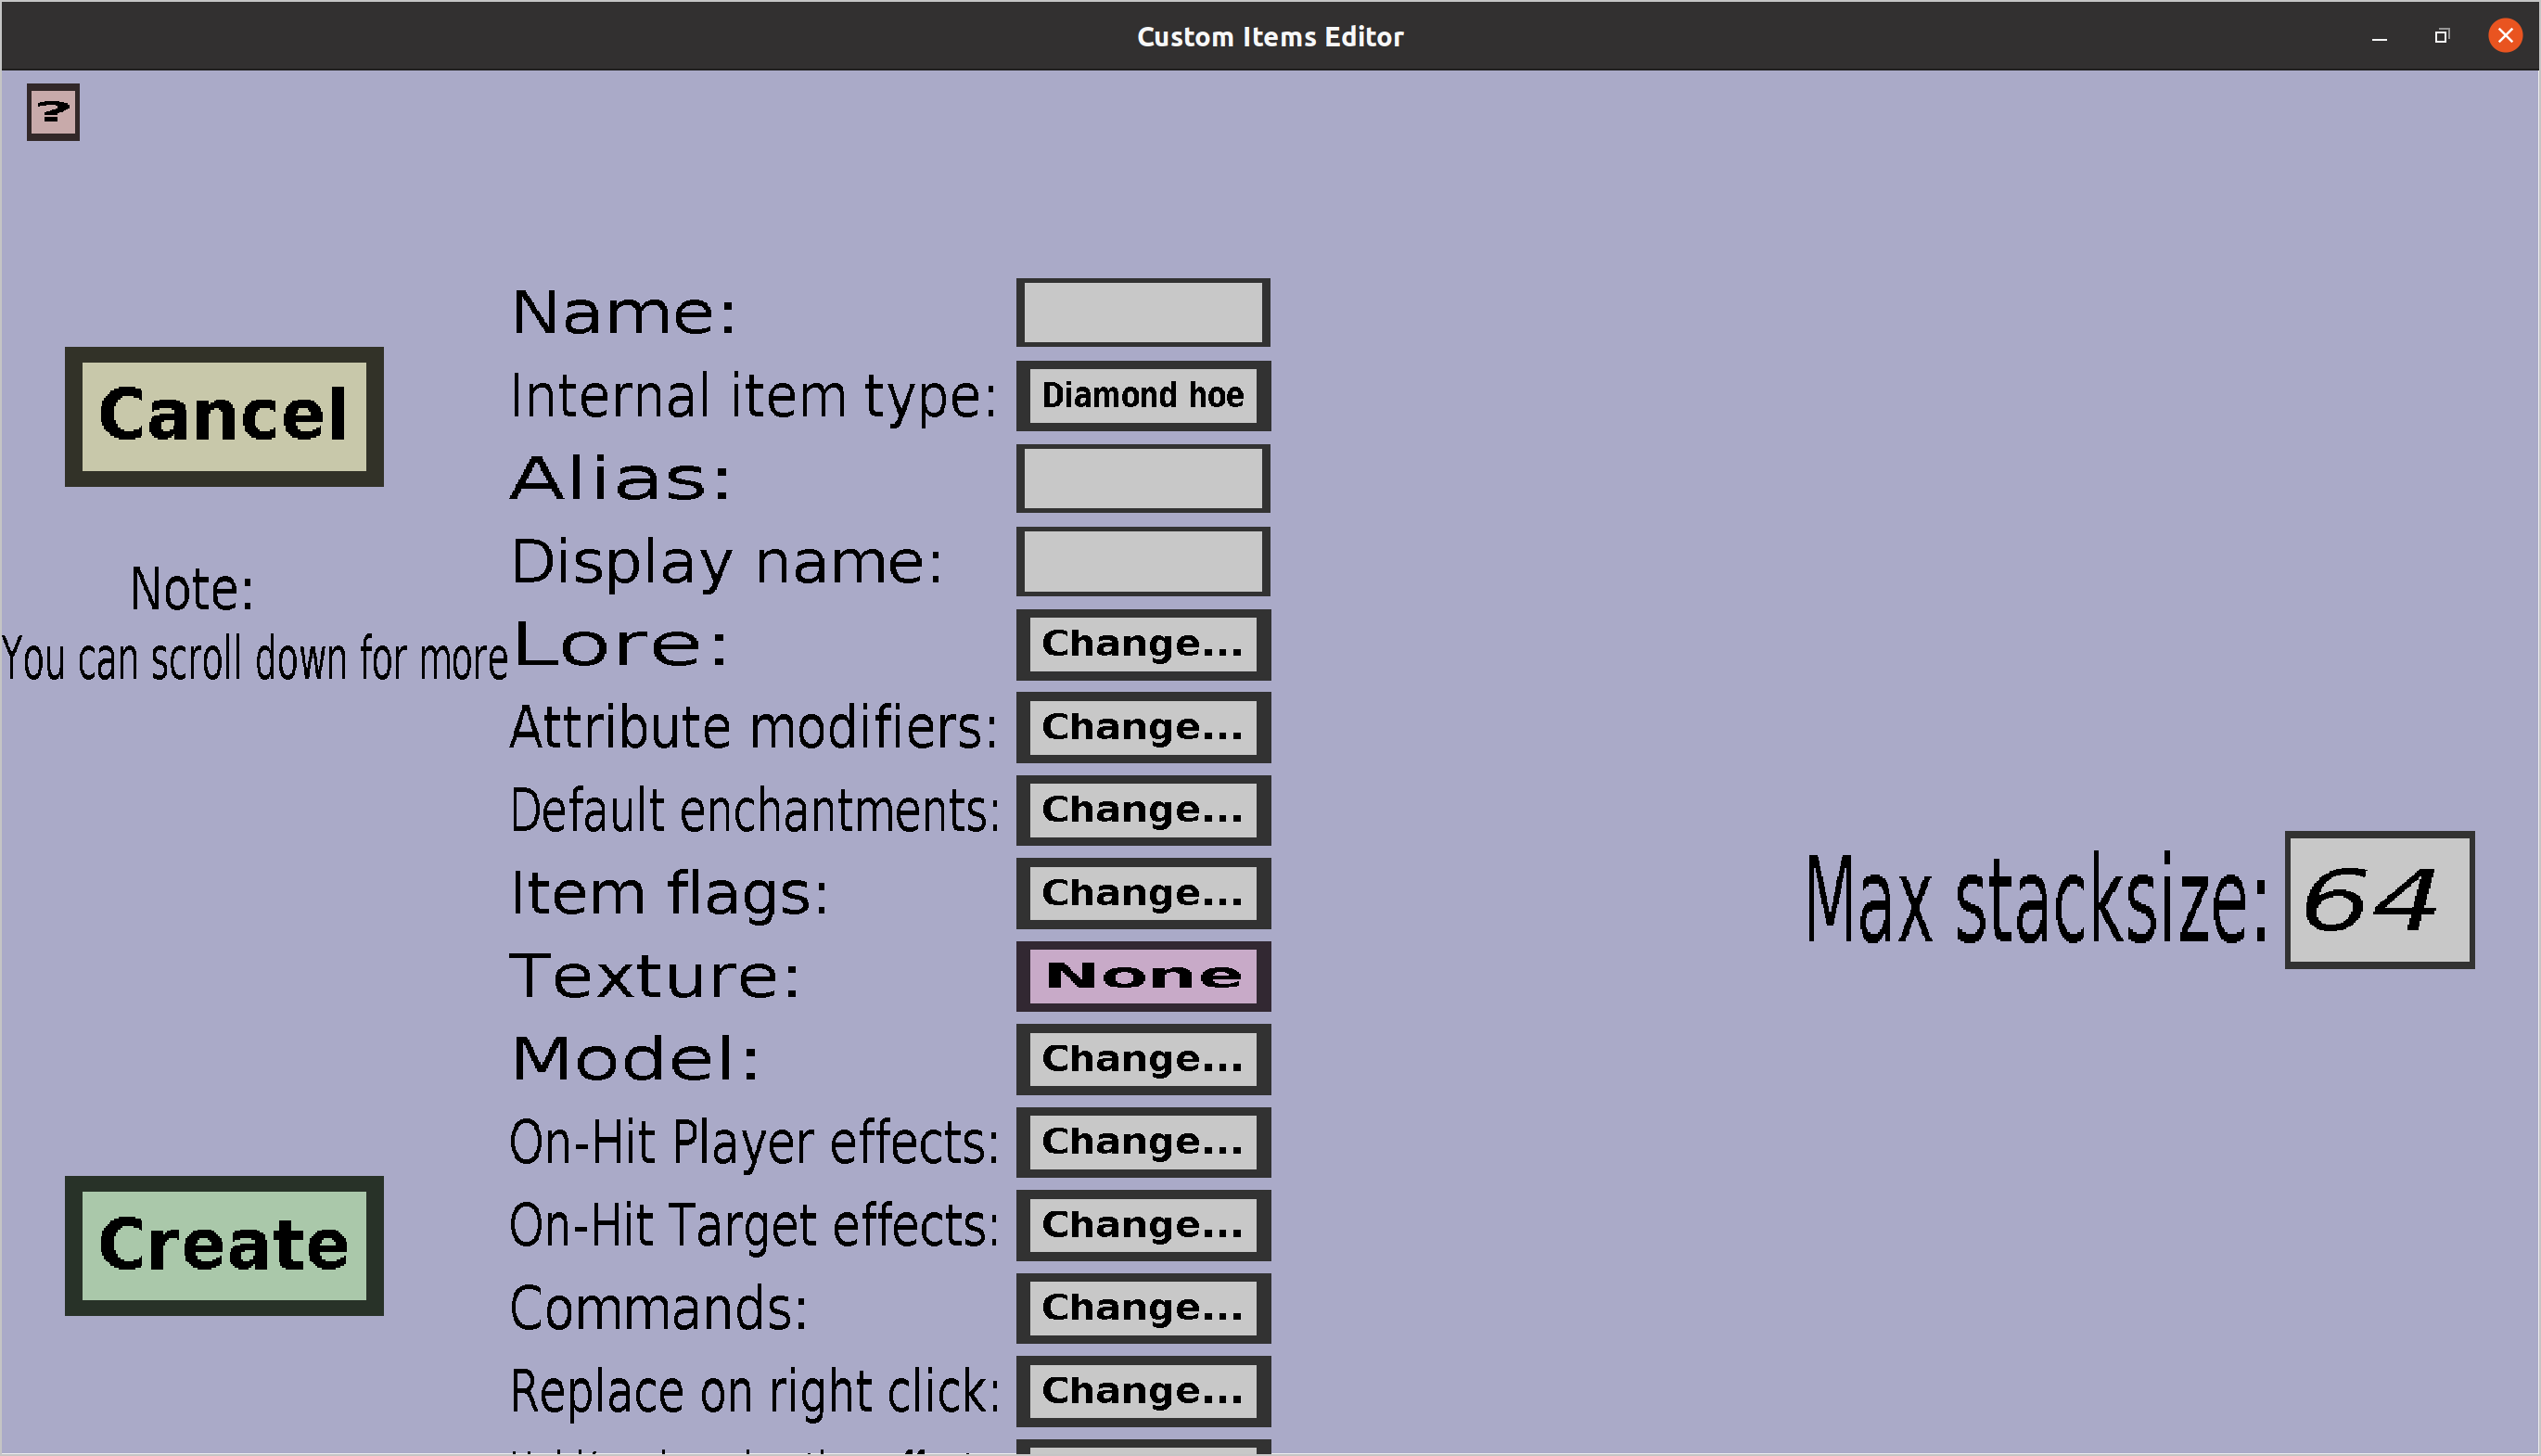 Custom Items Editor
?
Name:
Cancel
Internal item type: Diamond hoe
Alias:
Display name:
Note:
You can scroll down for more
Lore: Change...
Attribute modifiers: Change...
Default enchantments: Change...
Item flags: Change...
Max stacksize: 64
Texture: None
Model: Change...
On-Hit Player effects: Change...
On-Hit Target effects: Change...
Create
Commands: Change...
Replace on right click: Change...